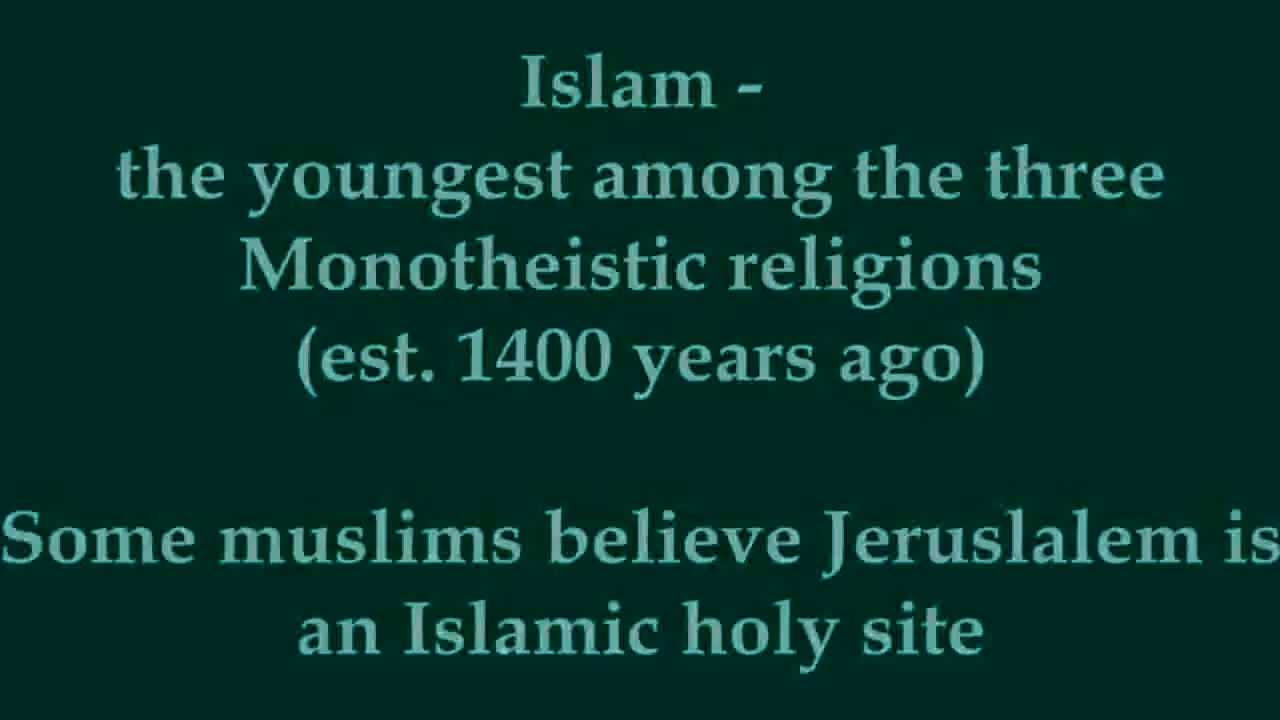 Islam -
the youngest among the three
Monotheistic religions
(est. 1400 years ago)
Some muslims believe Jeruslalem is
an Islamic holy site